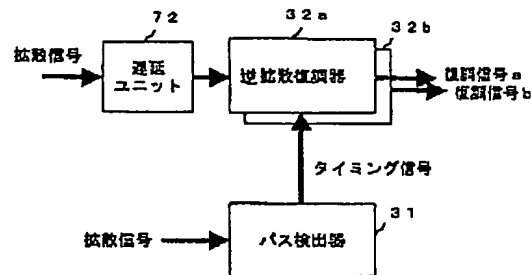 72
32a
32b
拡散信号
遅延
ユニット
逆拡散復調器
復調信号a
復調信号b
タイミング信号
31
拡散信号
パス検出器